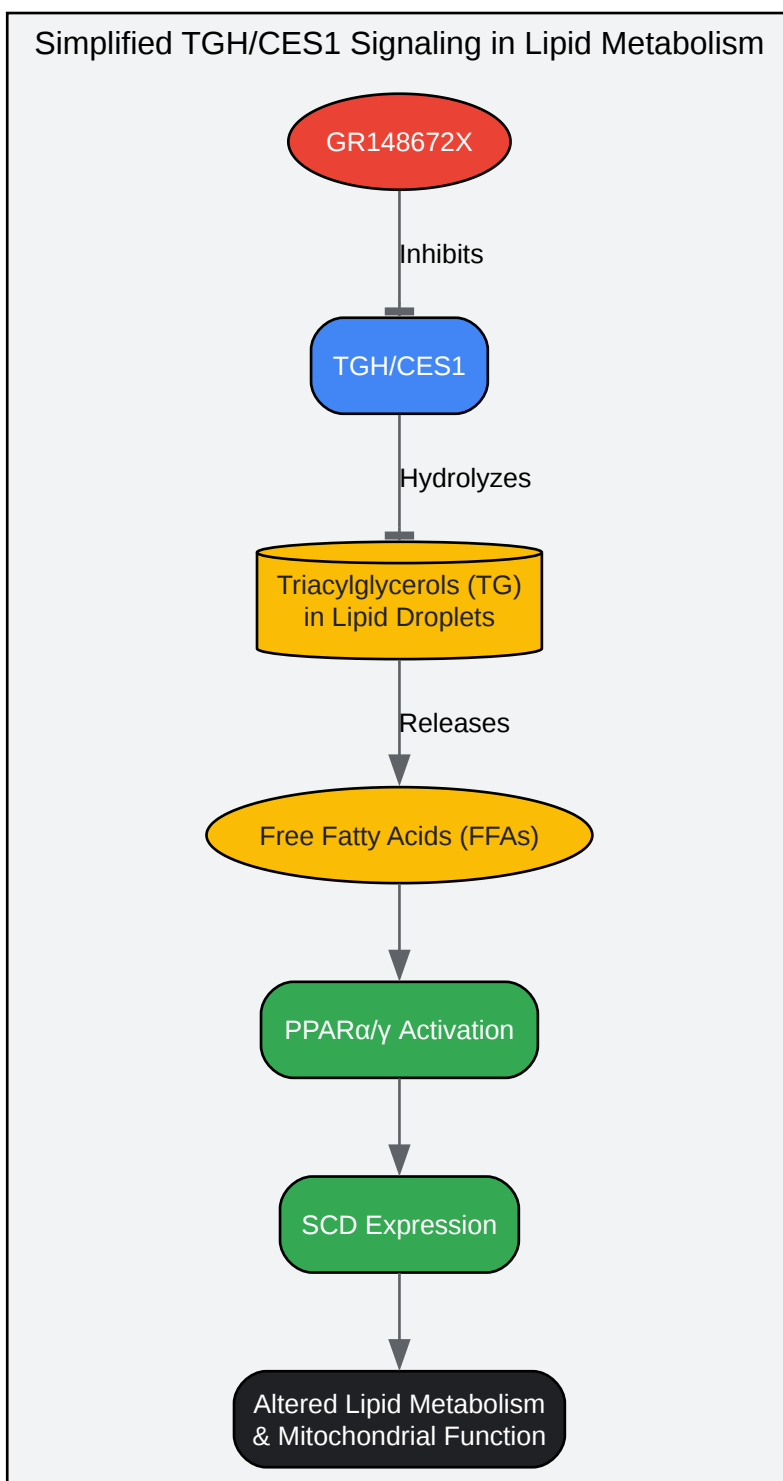 Simplified TGH/CES1 Signaling in Lipid Metabolism
GR148672X
Inhibits
TGH/CES1
Hydrolyzes
Triacylglycerols (TG)
in Lipid Droplets
Releases
Free Fatty Acids (FFAs)
PPARα/γ Activation
SCD Expression
Altered Lipid Metabolism
& Mitochondrial Function